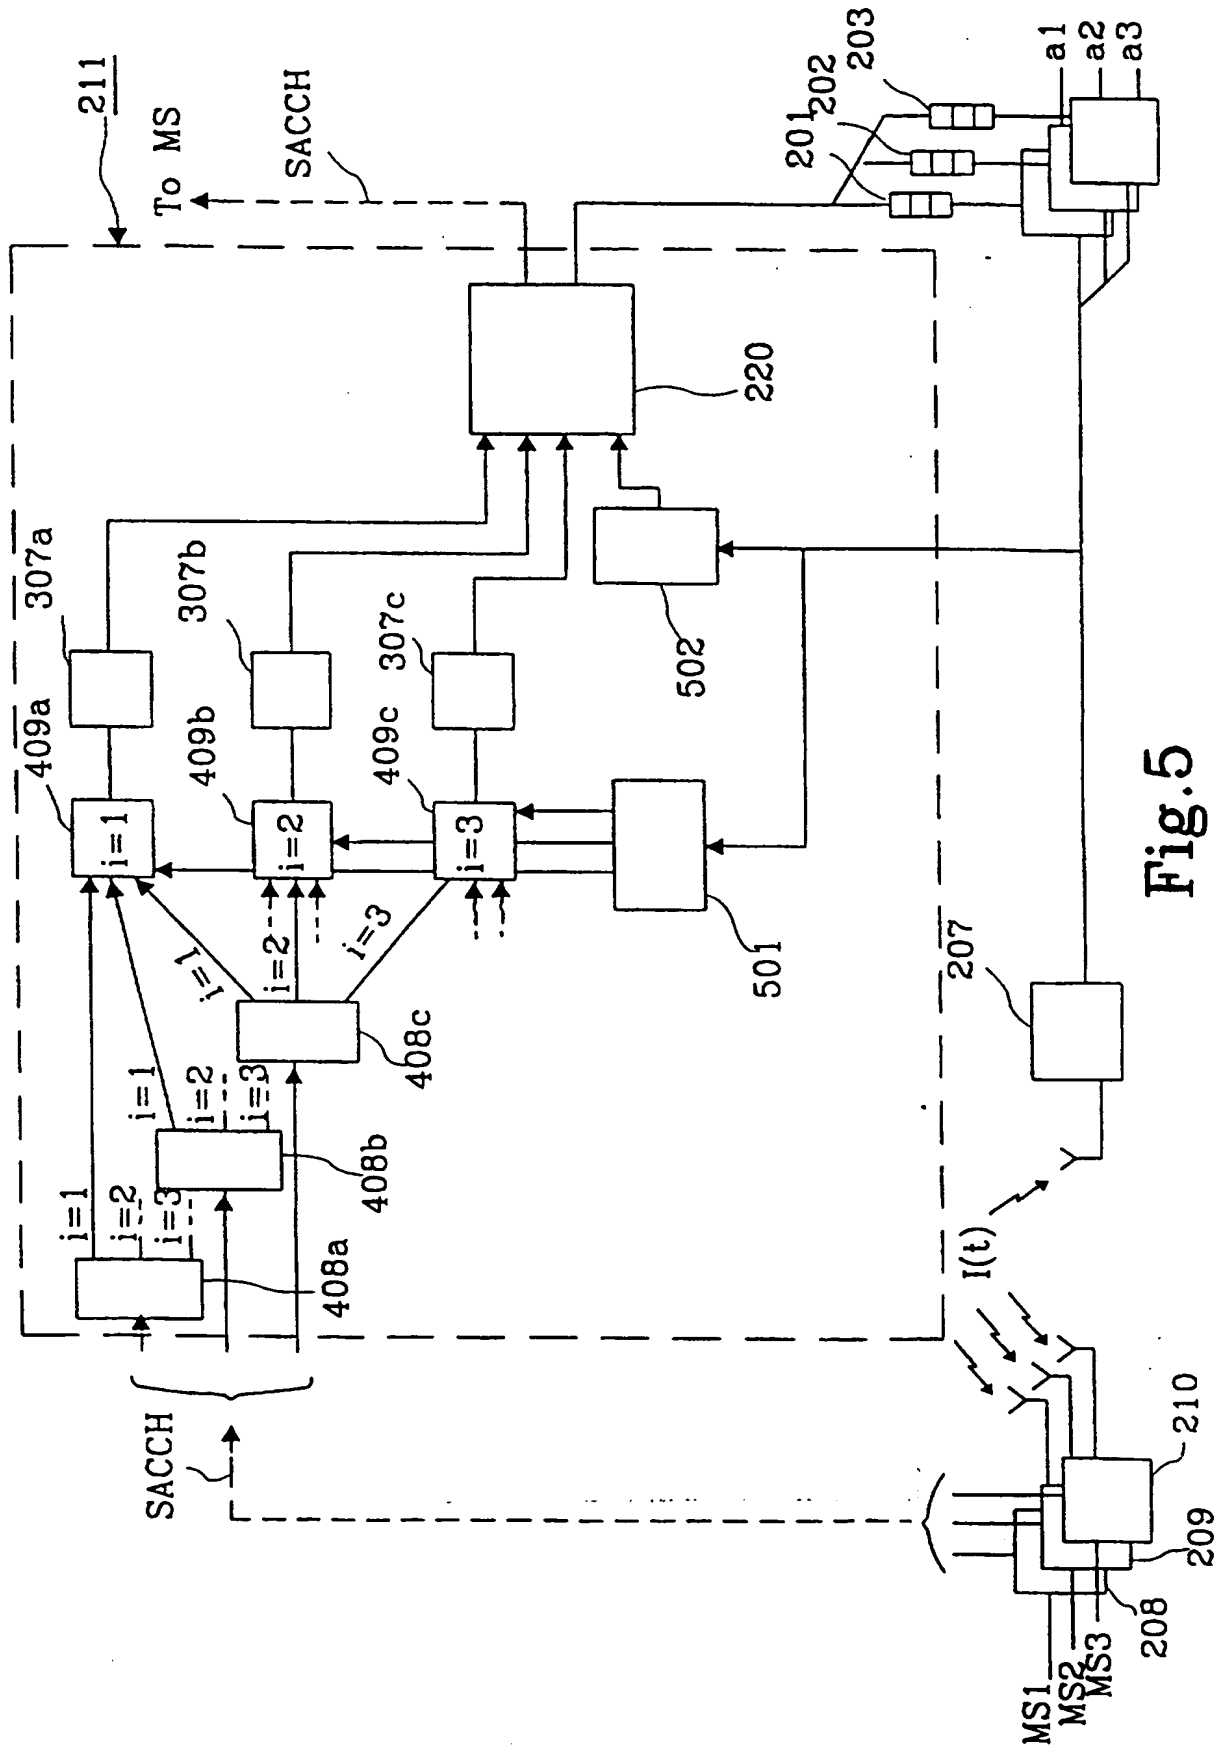 211
To MS
SACCH
203
202
201
a1
a2
a3
220
307a
307b
307c
502
409a
409b
409c
i=1
i=2
i=3
501
i=1
i=2
i=3
408c
i=1
i=2
i=3
408b
i=1
i=2
i=3
408a
SACCH
207
I(t)
210
209
208
MS1
MS2
MS3
Fig.5